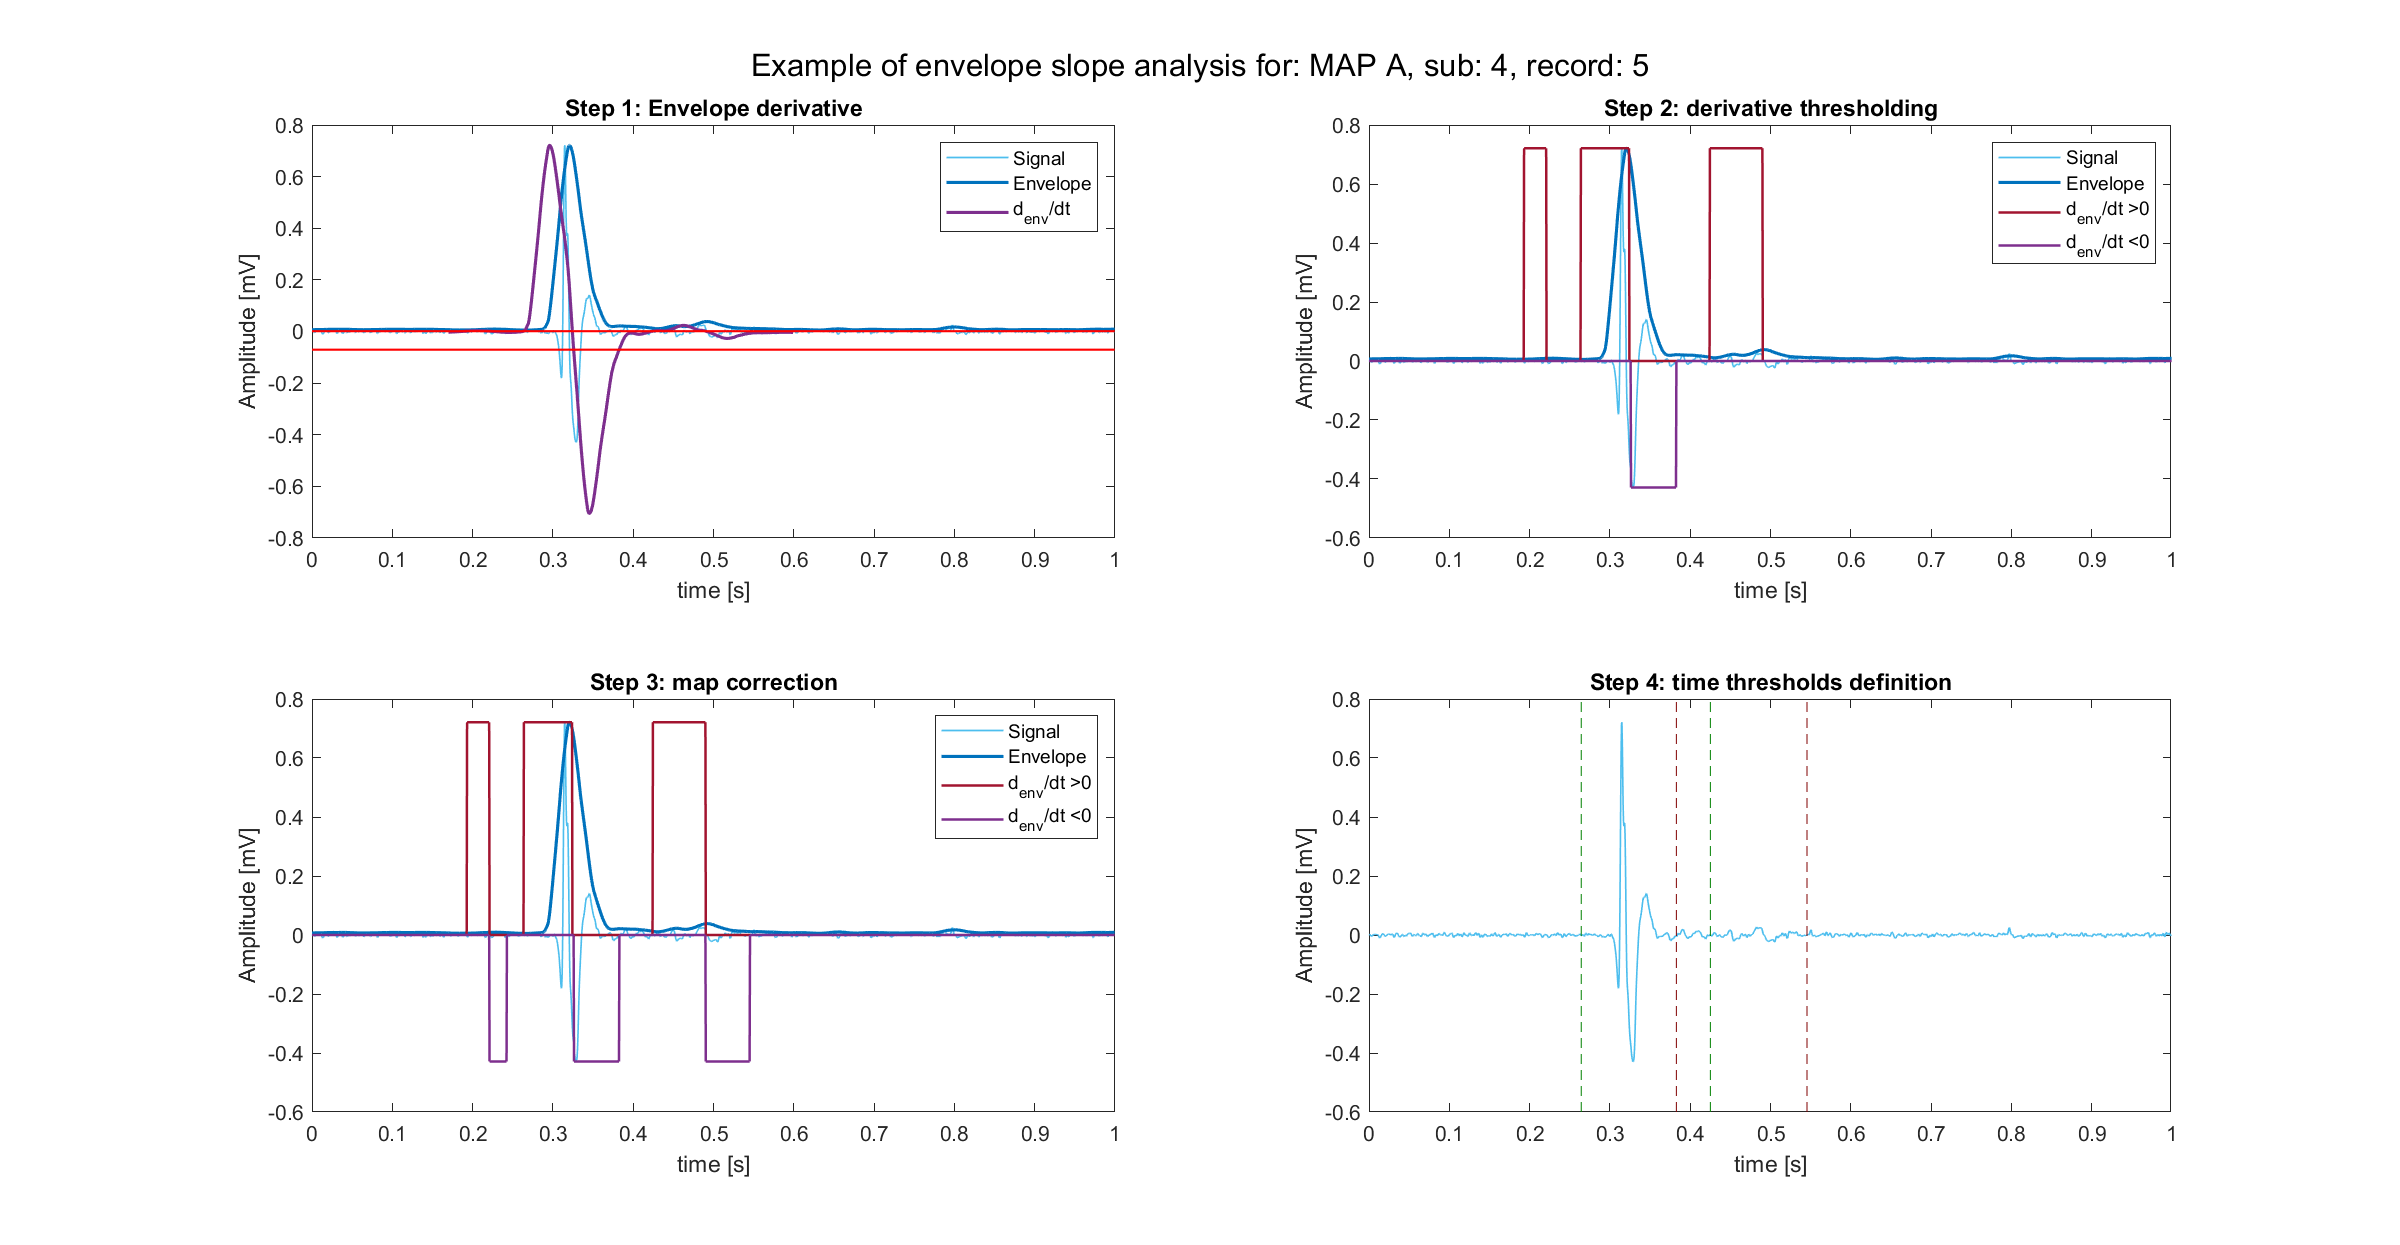 Example of envelope slope analysis for: MAP A, sub: 4, record: 5
Step 1: Envelope derivative
0.8
0.6
0.4
0.2
0
-0.2
-0.4
-0.6
-0.8
Amplitude [mV]
0 0.1 0.2 0.3 0.4 0.5 0.6 0.7 0.8 0.9 1
time [s]
Signal
Envelope
d_env/dt
Step 2: derivative thresholding
0.8
0.6
0.4
0.2
0
-0.2
-0.4
-0.6
Amplitude [mV]
0 0.1 0.2 0.3 0.4 0.5 0.6 0.7 0.8 0.9 1
time [s]
Signal
Envelope
d_env/dt >0
d_env/dt <0
Step 3: map correction
0.8
0.6
0.4
0.2
0
-0.2
-0.4
-0.6
Amplitude [mV]
0 0.1 0.2 0.3 0.4 0.5 0.6 0.7 0.8 0.9 1
time [s]
Signal
Envelope
d_env/dt >0
d_env/dt <0
Step 4: time thresholds definition
0.8
0.6
0.4
0.2
0
-0.2
-0.4
-0.6
Amplitude [mV]
0 0.1 0.2 0.3 0.4 0.5 0.6 0.7 0.8 0.9 1
time [s]